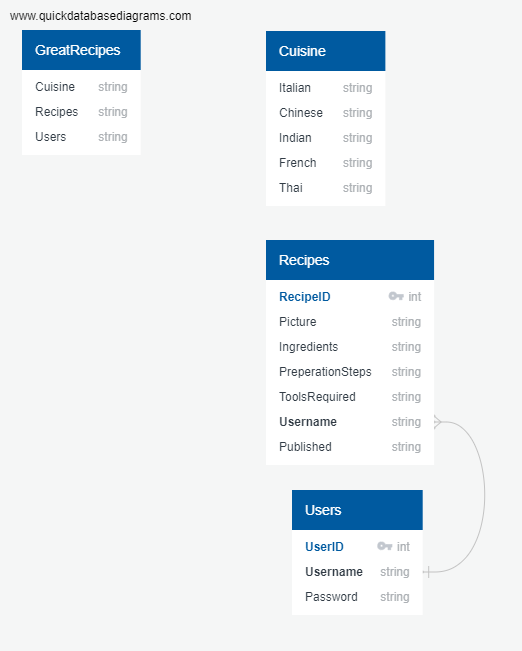 www.quickdatabasediagrams.com
GreatRecipes
Cuisine string
Recipes string
Users string
Cuisine
Italian string
Chinese string
Indian string
French string
Thai string
Recipes
RecipeID int
Picture string
Ingredients string
PreperationSteps string
ToolsRequired string
Username string
Published string
Users
UserID int
Username string
Password string